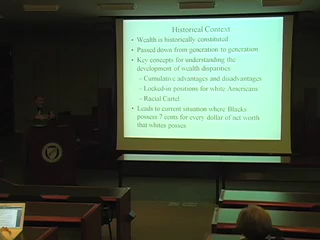 Historical Context
• Wealth is historically constituted
• Passed down from generation to generation
• Key concepts for understanding the
development of wealth disparities
– Cumulative advantages and disadvantages
– Locked-in positions for white Americans
– Racial Cartel
• Leads to current situation where Blacks
possess 7 cents for every dollar of net worth
that whites posses